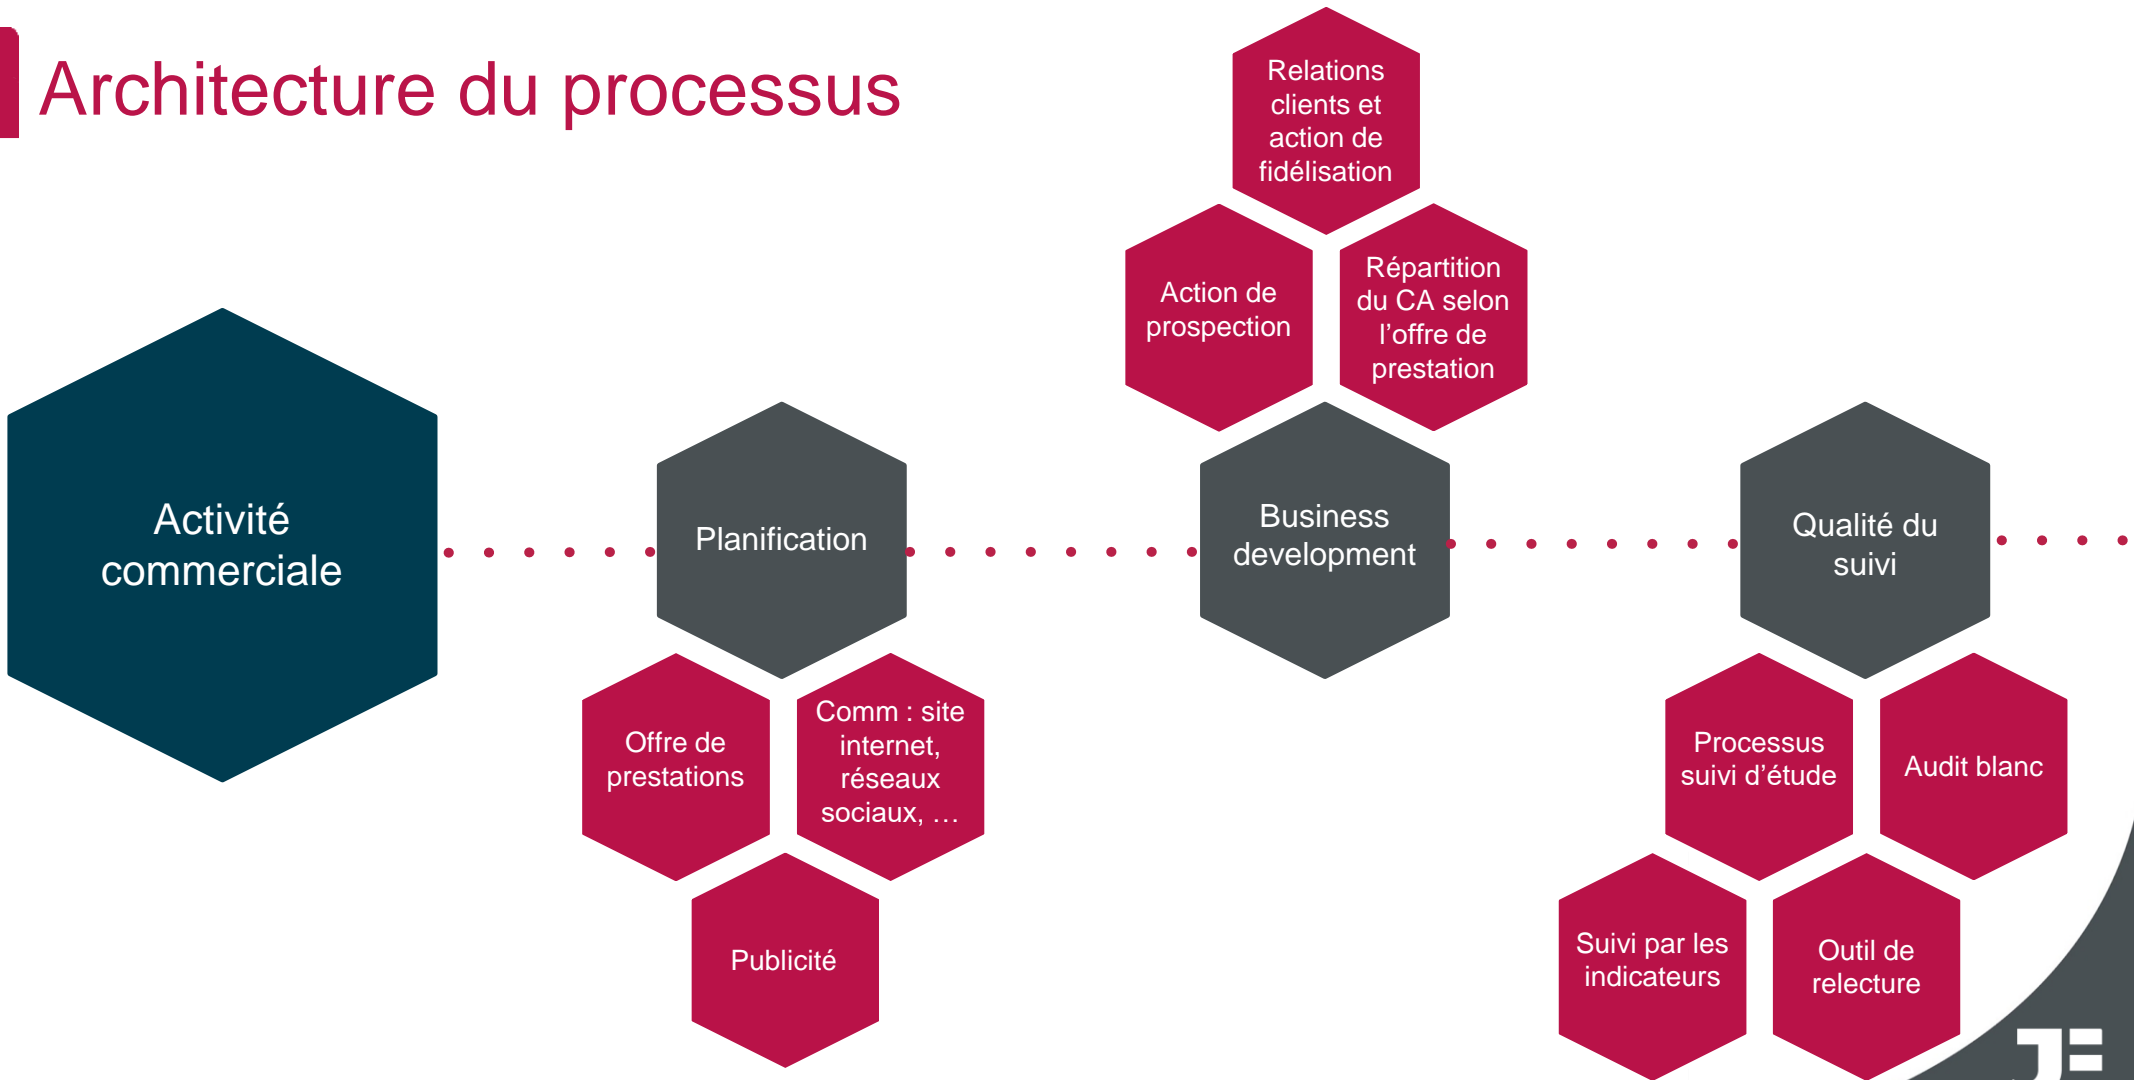 Architecture du processus
Relations
clients et
action de
fidélisation
Action de
prospection
Répartition
du CA selon
l’offre de
prestation
Activité
commerciale
Planification
Business
development
Qualité du
suivi
Offre de
prestations
Comm : site
internet,
réseaux
sociaux, …
Publicité
Processus
suivi d’étude
Audit blanc
Suivi par les
indicateurs
Outil de
relecture